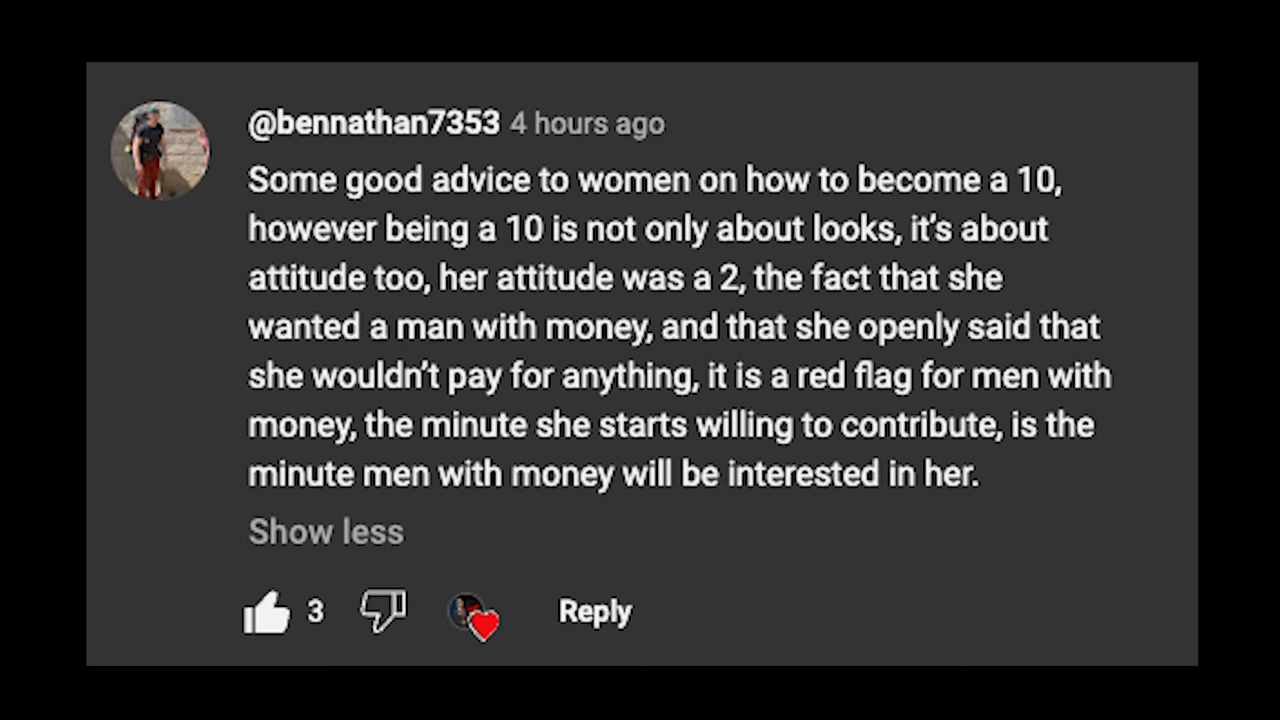 @bennathan7353 4 hours ago
Some good advice to women on how to become a 10,
however being a 10 is not only about looks, it's about
attitude too, her attitude was a 2, the fact that she
wanted a man with money, and that she openly said that
she wouldn't pay for anything, it is a red flag for men with
money, the minute she starts willing to contribute, is the
minute men with money will be interested in her.
Show less
3 Reply